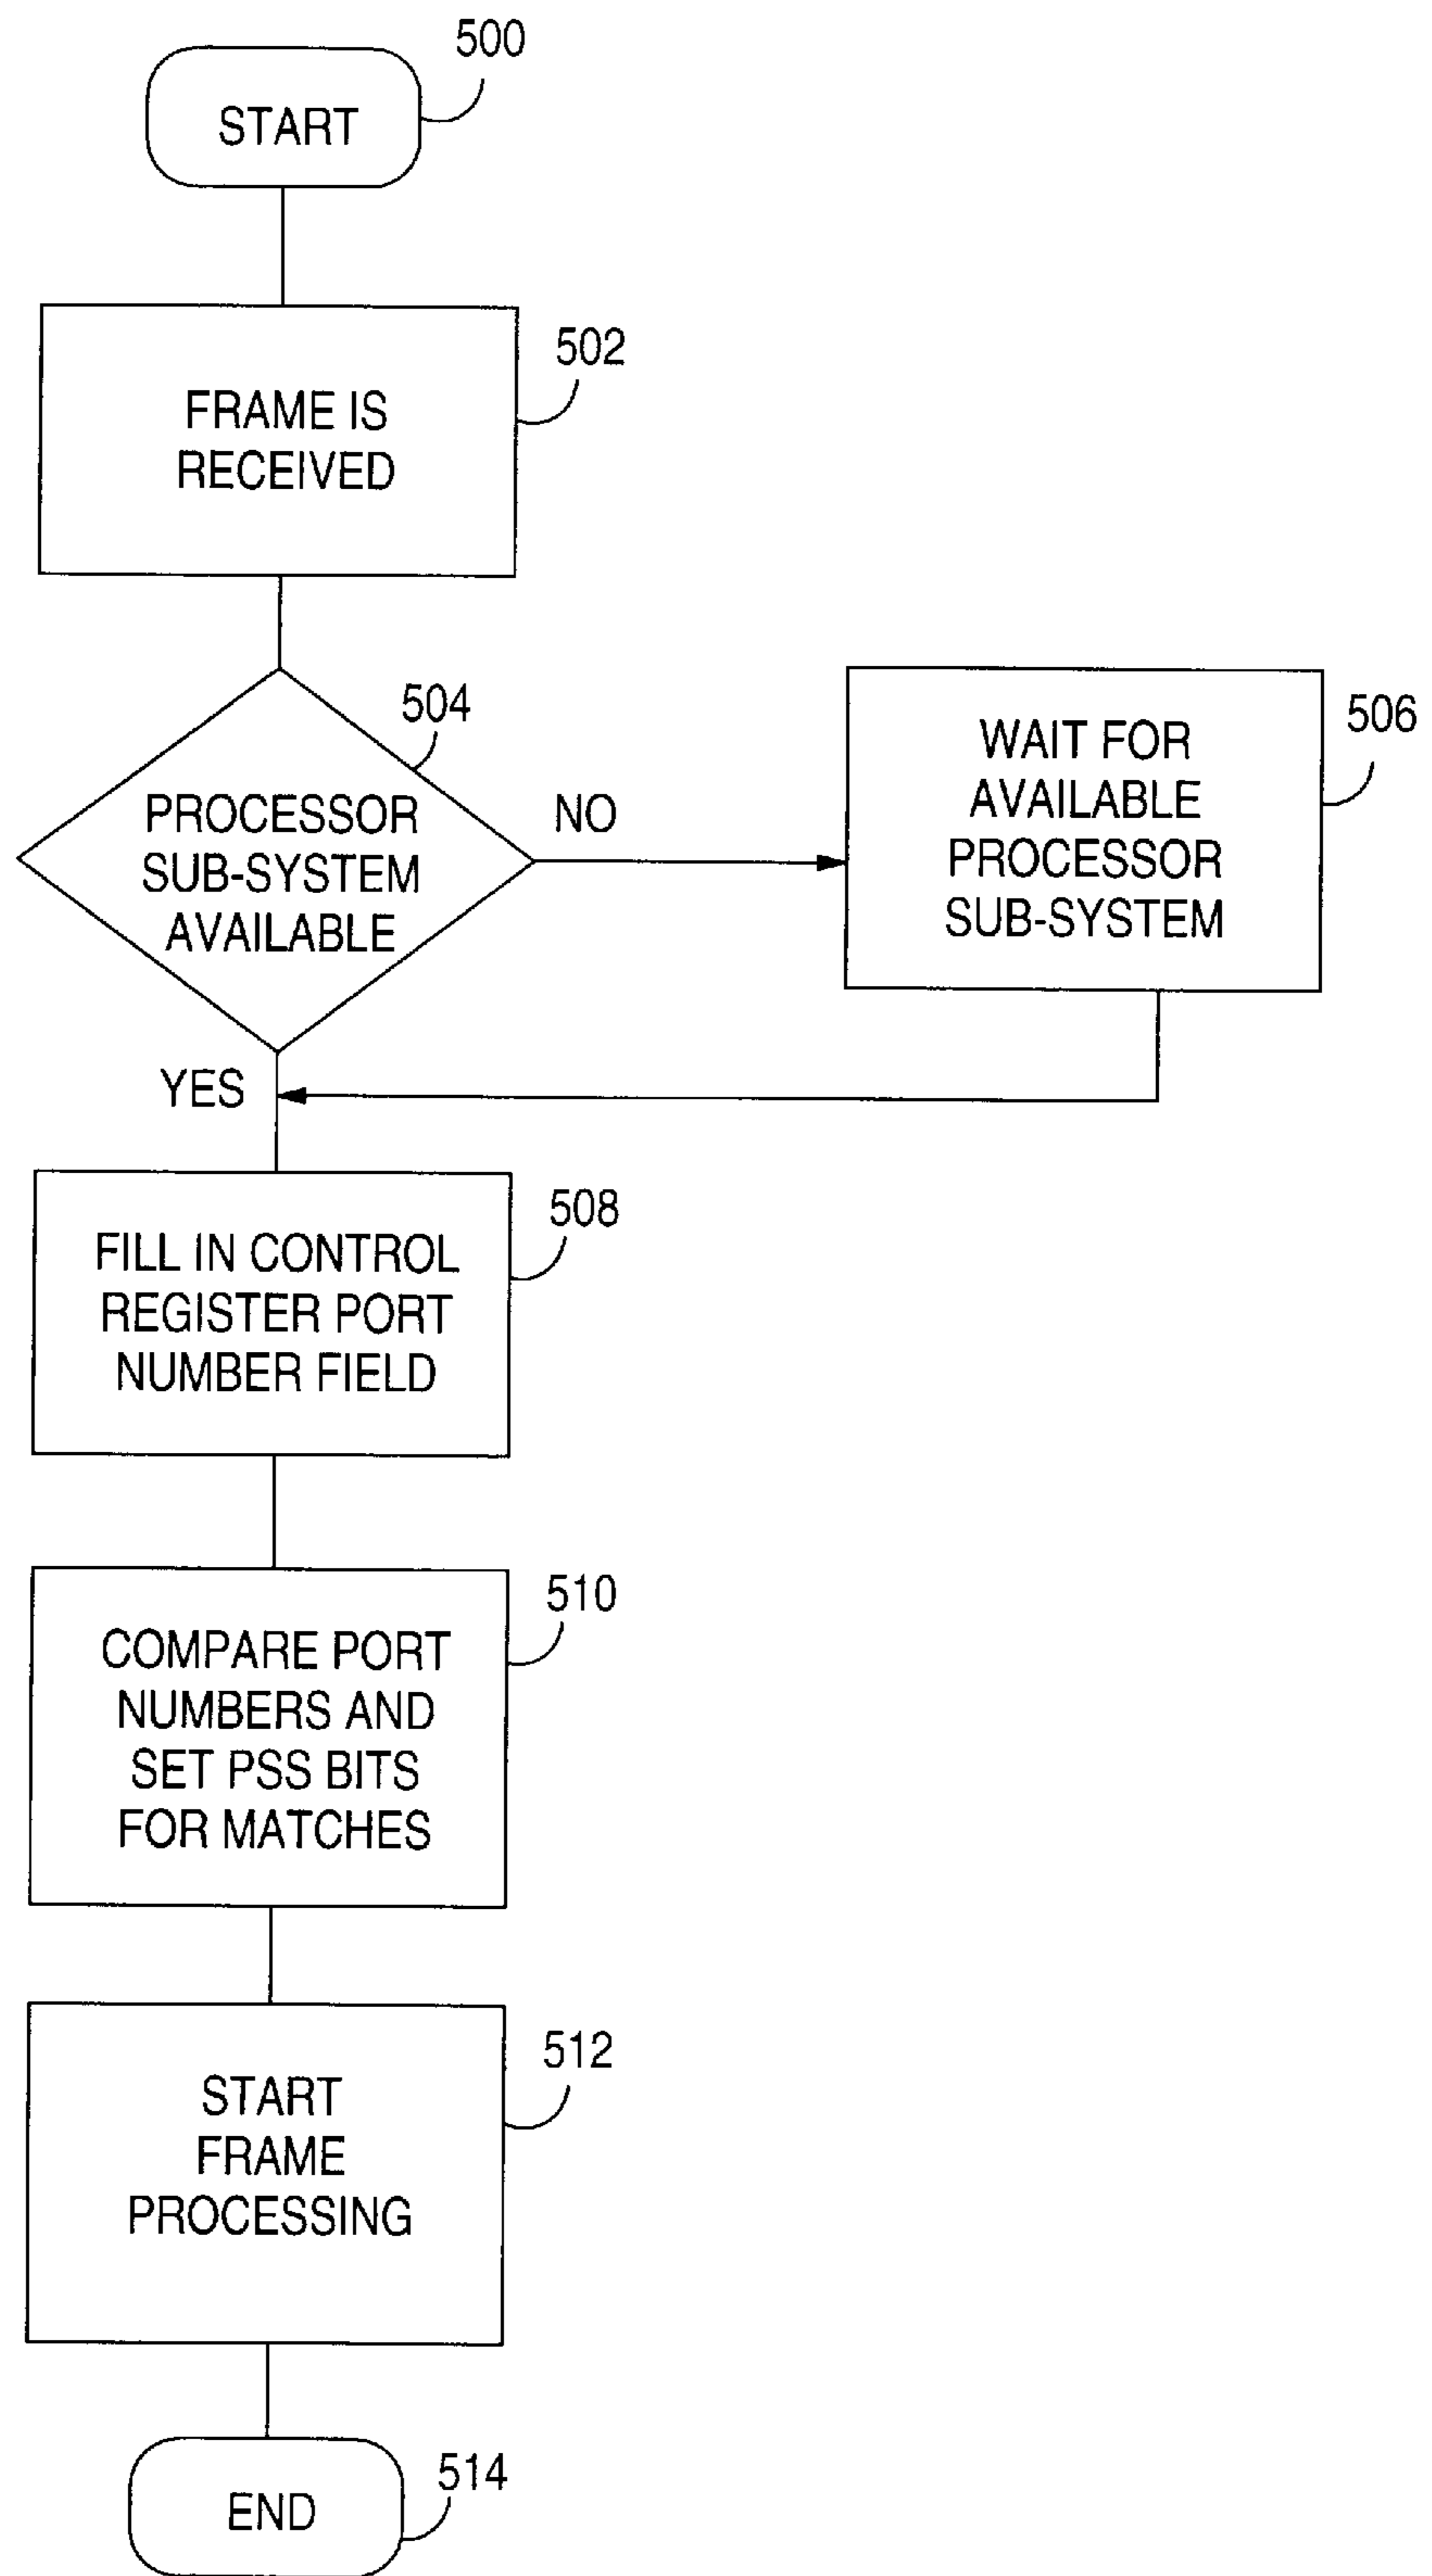 500
START
502
FRAME IS
RECEIVED
504
PROCESSOR
SUB-SYSTEM
AVAILABLE
NO
506
WAIT FOR
AVAILABLE
PROCESSOR
SUB-SYSTEM
YES
508
FILL IN CONTROL
REGISTER PORT
NUMBER FIELD
510
COMPARE PORT
NUMBERS AND
SET PSS BITS
FOR MATCHES
512
START
FRAME
PROCESSING
514
END